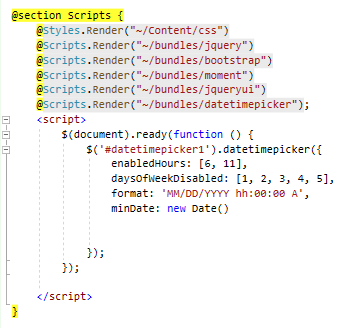 @section Scripts {
@Styles.Render("~/Content/css")
@Scripts.Render("~/bundles/jquery")
@Scripts.Render("~/bundles/bootstrap")
@Scripts.Render("~/bundles/moment")
@Scripts.Render("~/bundles/jqueryui")
@Scripts.Render("~/bundles/datetimepicker");
<script>
$(document).ready(function () {
$('#datetimepicker1').datetimepicker({
enabledHours: [6, 11],
daysOfWeekDisabled: [1, 2, 3, 4, 5],
format: 'MM/DD/YYYY hh:00:00 A',
minDate: new Date()
});
});
</script>
}